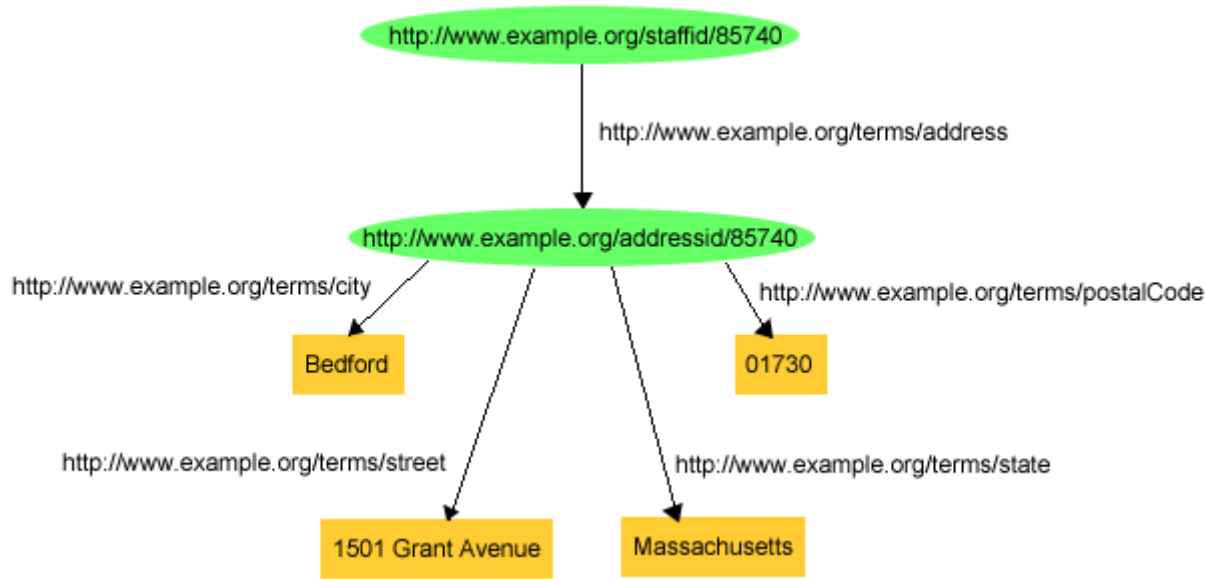 http://www.example.org/staffid/85740
http://www.example.org/terms/address
http://www.example.org/addressid/85740
http://www.example.org/terms/city
http://www.example.org/terms/postalCode
Bedford
01730
http://www.example.org/terms/street
http://www.example.org/terms/state
1501 Grant Avenue
Massachusetts